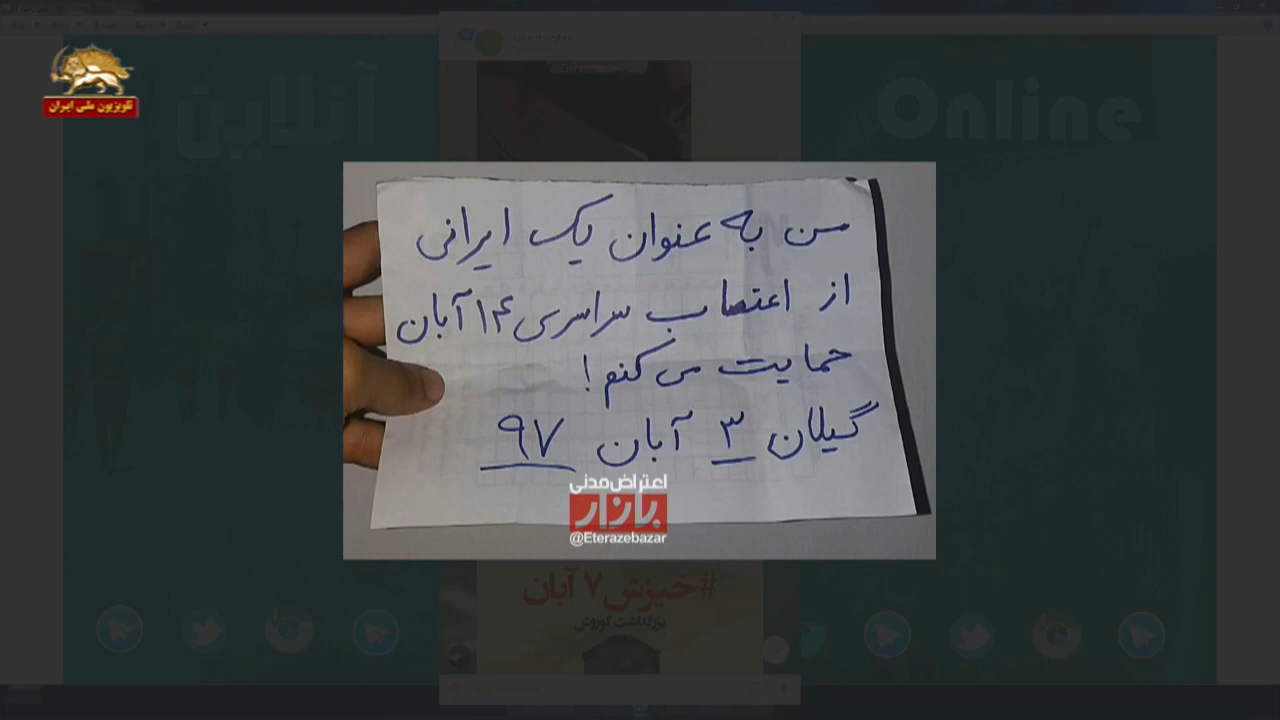 تلویزیون ملی ایران
آنلاین
Online
@Eterazebazar
من به عنوان یک ایرانی
از اعتصاب سراسری ۱۴ آبان
حمایت می کنم!
گیلان ۳ آبان ۹۷
اعتراض مدنی
بازار
@Eterazebazar
#خیزش ۷ آبان
بزرگداشت کوروش